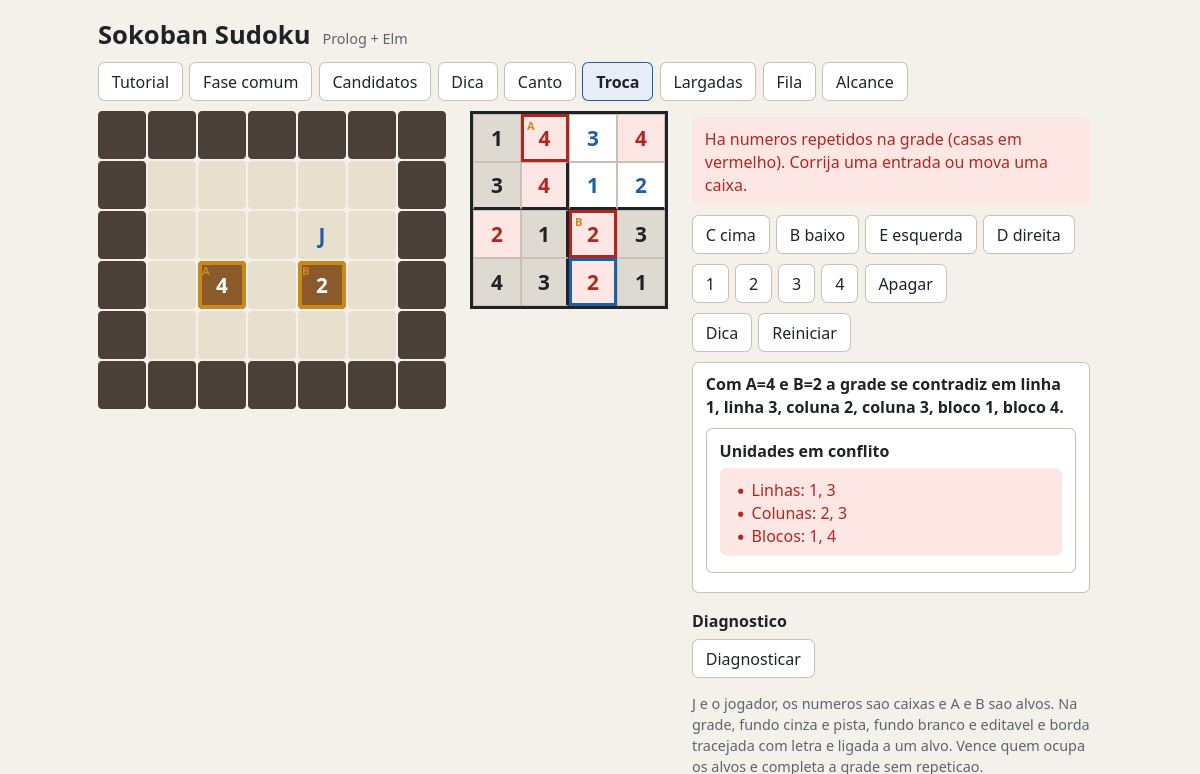 Sokoban Sudoku Prolog + Elm
Tutorial Fase comum Candidatos Dica Canto Troca Largadas Fila Alcance
J
A 4 B 2
1 A 4 3 4
3 4 1 2
2 1 B 2 3
4 3 2 1
Ha numeros repetidos na grade (casas em
vermelho). Corrija uma entrada ou mova uma
caixa.
C cima B baixo E esquerda D direita
1 2 3 4 Apagar
Dica Reiniciar
Com A=4 e B=2 a grade se contradiz em linha
1, linha 3, coluna 2, coluna 3, bloco 1, bloco 4.
Unidades em conflito
• Linhas: 1, 3
• Colunas: 2, 3
• Blocos: 1, 4
Diagnostico
Diagnosticar
J e o jogador, os numeros sao caixas e A e B sao alvos. Na
grade, fundo cinza e pista, fundo branco e editavel e borda
tracejada com letra e ligada a um alvo. Vence quem ocupa
os alvos e completa a grade sem repeticao.